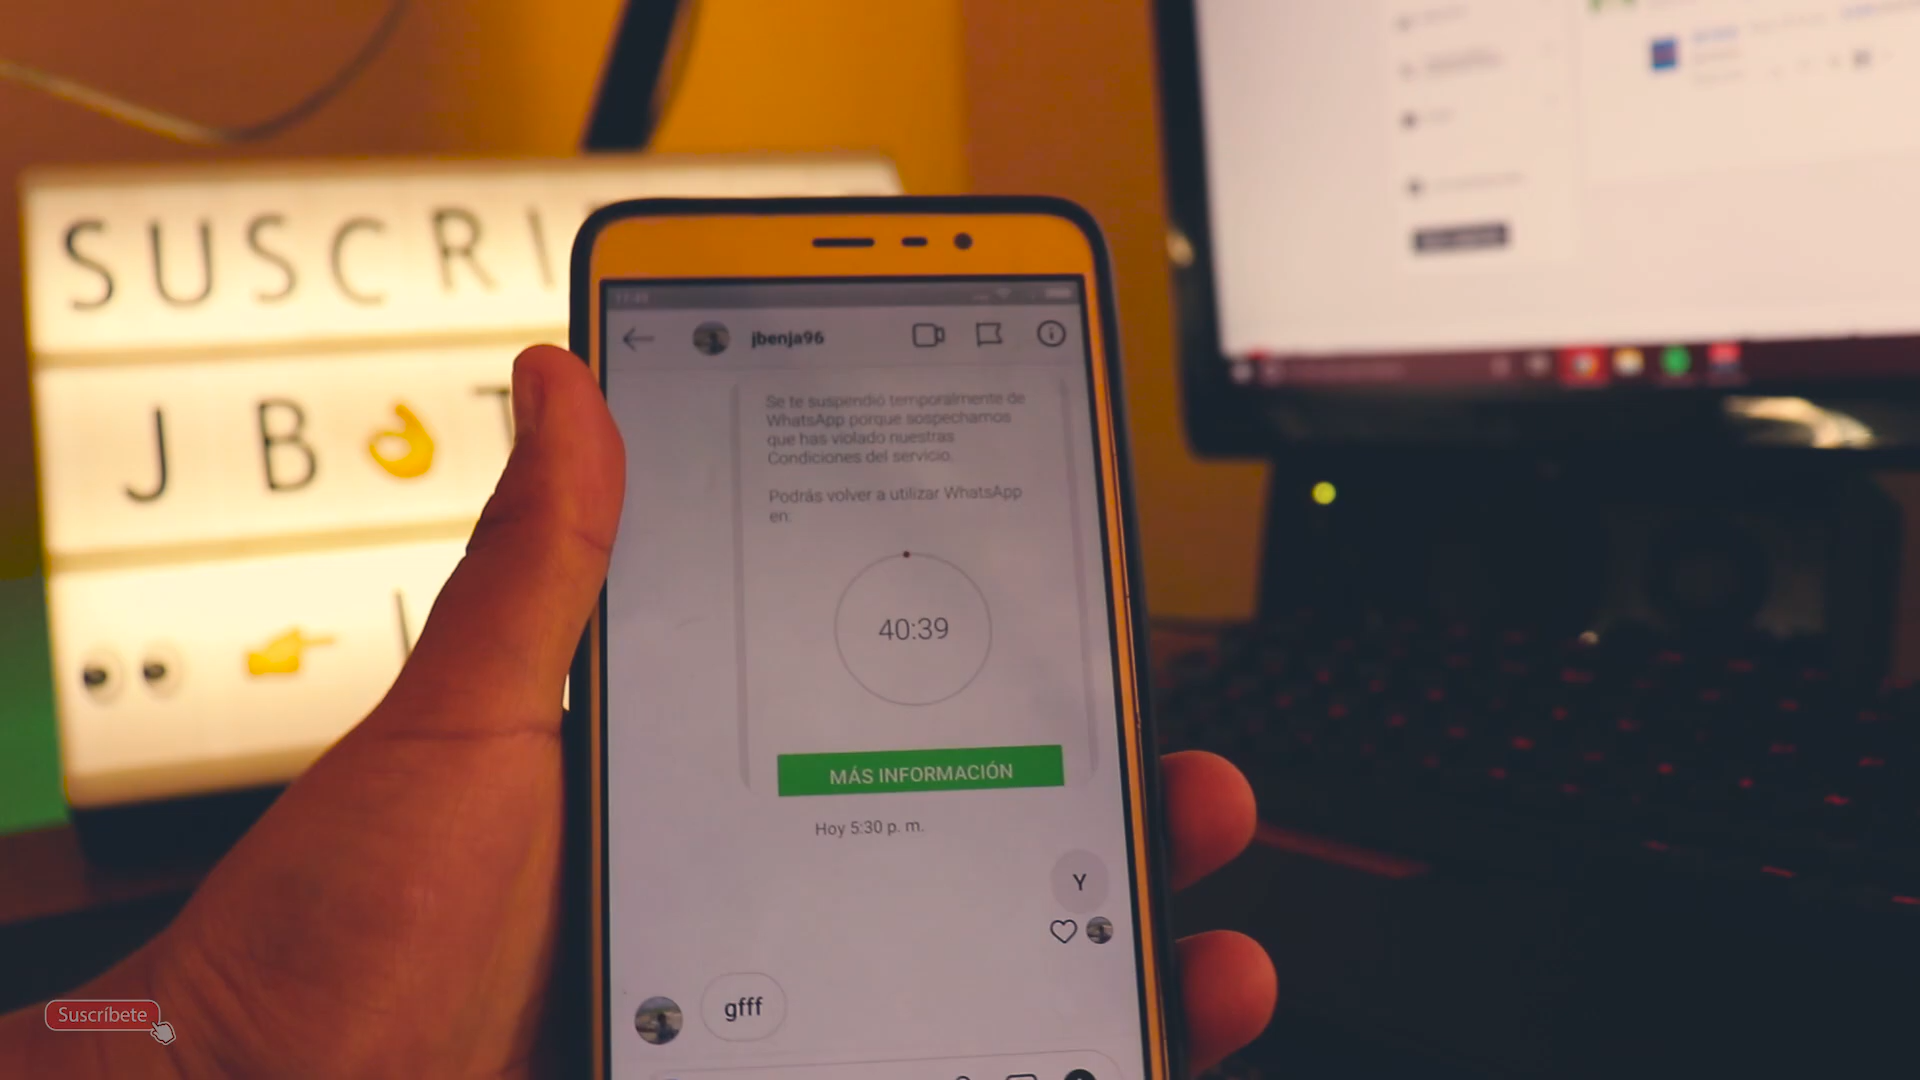 SUSCRI
J B👌T
👀 👉
jbenja96
Se te suspendió temporalmente de
WhatsApp porque sospechamos
que has violado nuestras
Condiciones del servicio.
Podrás volver a utilizar WhatsApp
en:
40:39
MÁS INFORMACIÓN
Hoy 5:30 p. m.
Y
gfff
Suscríbete